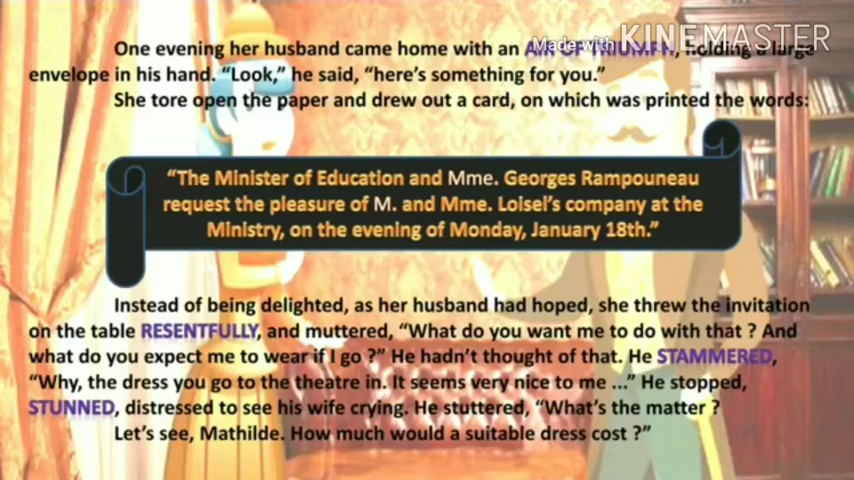 Made with KINEMASTER
One evening her husband came home with an AIR OF TRIUMPH, holding a large
envelope in his hand. “Look,” he said, “here’s something for you.”
She tore open the paper and drew out a card, on which was printed the words:
“The Minister of Education and Mme. Georges Rampouneau
request the pleasure of M. and Mme. Loisel’s company at the
Ministry, on the evening of Monday, January 18th.”
Instead of being delighted, as her husband had hoped, she threw the invitation
on the table RESENTFULLY, and muttered, “What do you want me to do with that ? And
what do you expect me to wear if I go ?” He hadn’t thought of that. He STAMMERED,
“Why, the dress you go to the theatre in. It seems very nice to me ...” He stopped,
STUNNED, distressed to see his wife crying. He stuttered, “What’s the matter ?
Let’s see, Mathilde. How much would a suitable dress cost ?”